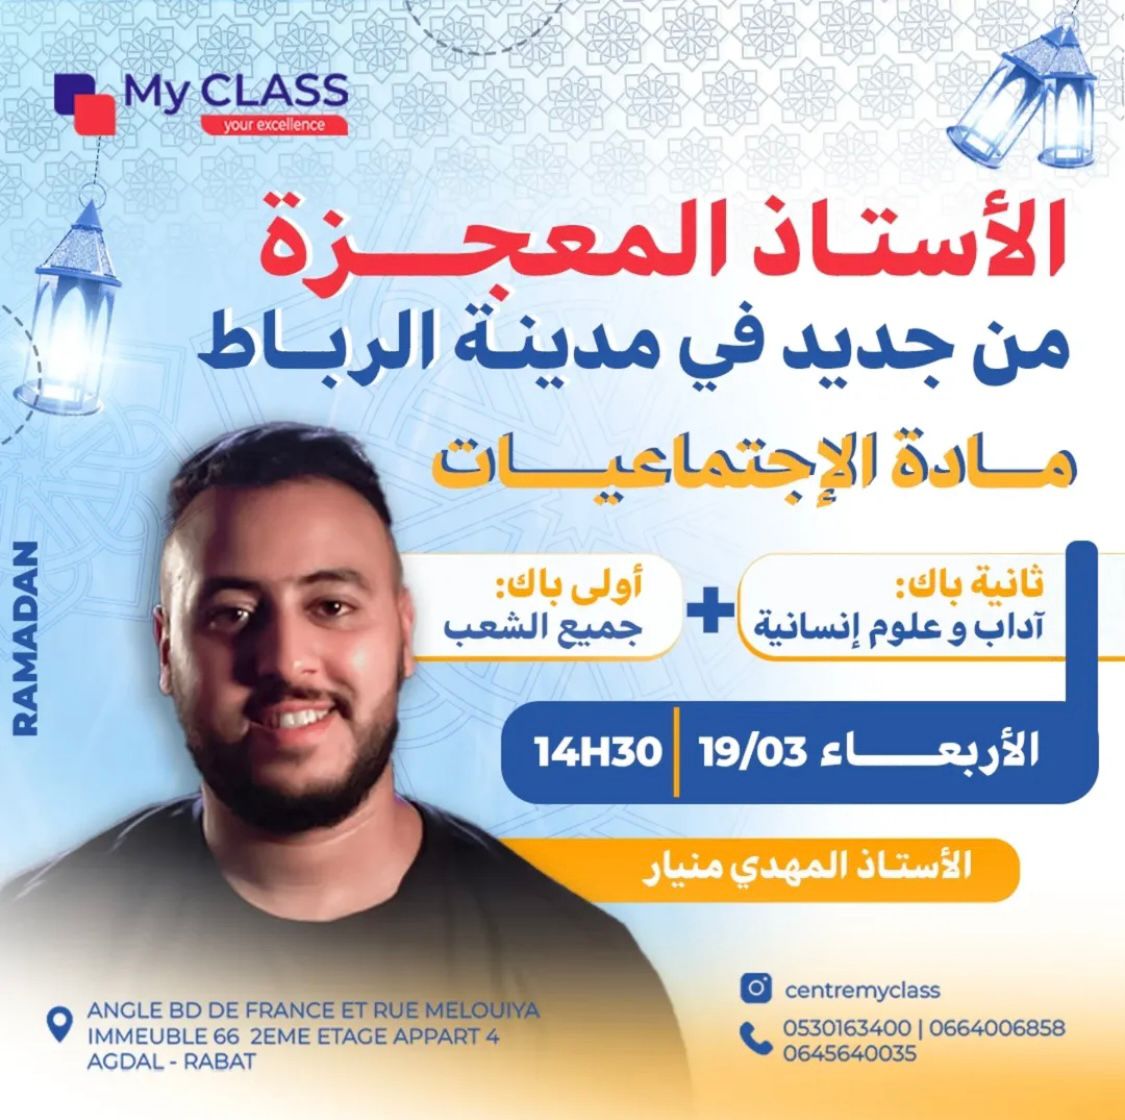 My CLASS
your excellence
الأستاذ المعجزة
من جديد في مدينة الرباط
مادة الإجتماعيات
ثانية باك:
آداب و علوم إنسانية
+
أولى باك:
جميع الشعب
الأربعاء 19/03 | 14H30
الأستاذ المهدي منيار
RAMADAN
ANGLE BD DE FRANCE ET RUE MELOUIYA
IMMEUBLE 66 2EME ETAGE APPART 4
AGDAL - RABAT
centremyclass
0530163400 | 0664006858
0645640035